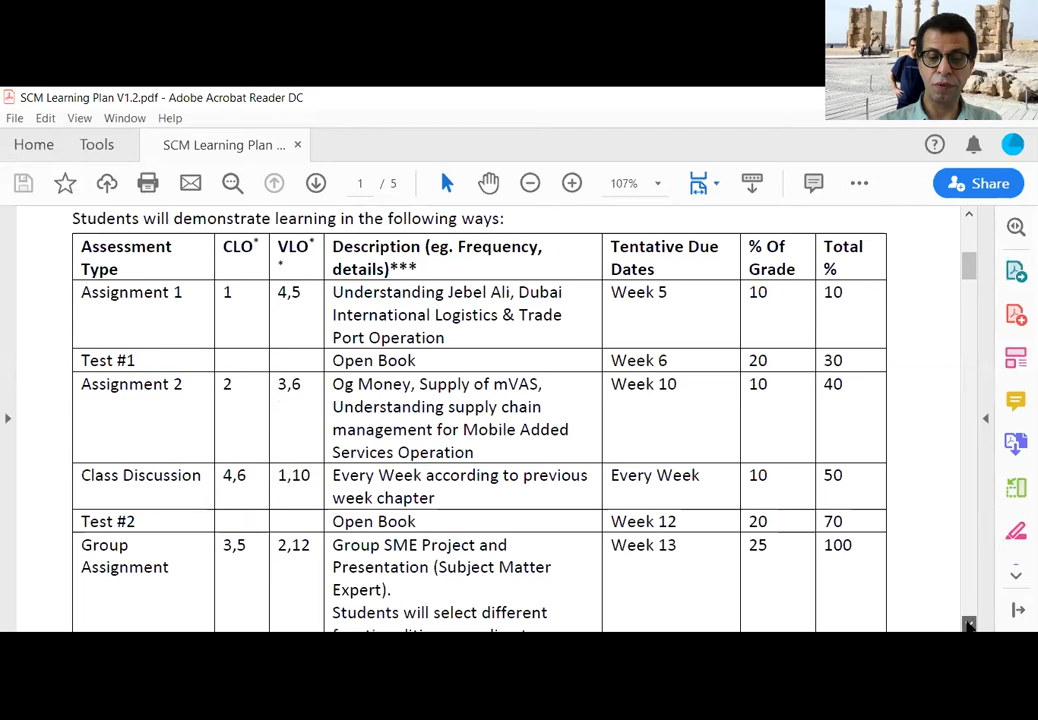 SCM Learning Plan V1.2.pdf - Adobe Acrobat Reader DC
File Edit View Window Help
Home Tools SCM Learning Plan ... ×
1 / 5 107% Share
Students will demonstrate learning in the following ways:
Assessment Type CLO* VLO** Description (eg. Frequency, details)*** Tentative Due Dates % Of Grade Total %
Assignment 1 1 4,5 Understanding Jebel Ali, Dubai Week 5 10 10
International Logistics & Trade
Port Operation
Test #1 Open Book Week 6 20 30
Assignment 2 2 3,6 Og Money, Supply of mVAS, Week 10 10 40
Understanding supply chain
management for Mobile Added
Services Operation
Class Discussion 4,6 1,10 Every Week according to previous Every Week 10 50
week chapter
Test #2 Open Book Week 12 20 70
Group 3,5 2,12 Group SME Project and Week 13 25 100
Assignment Presentation (Subject Matter
Expert).
Students will select different